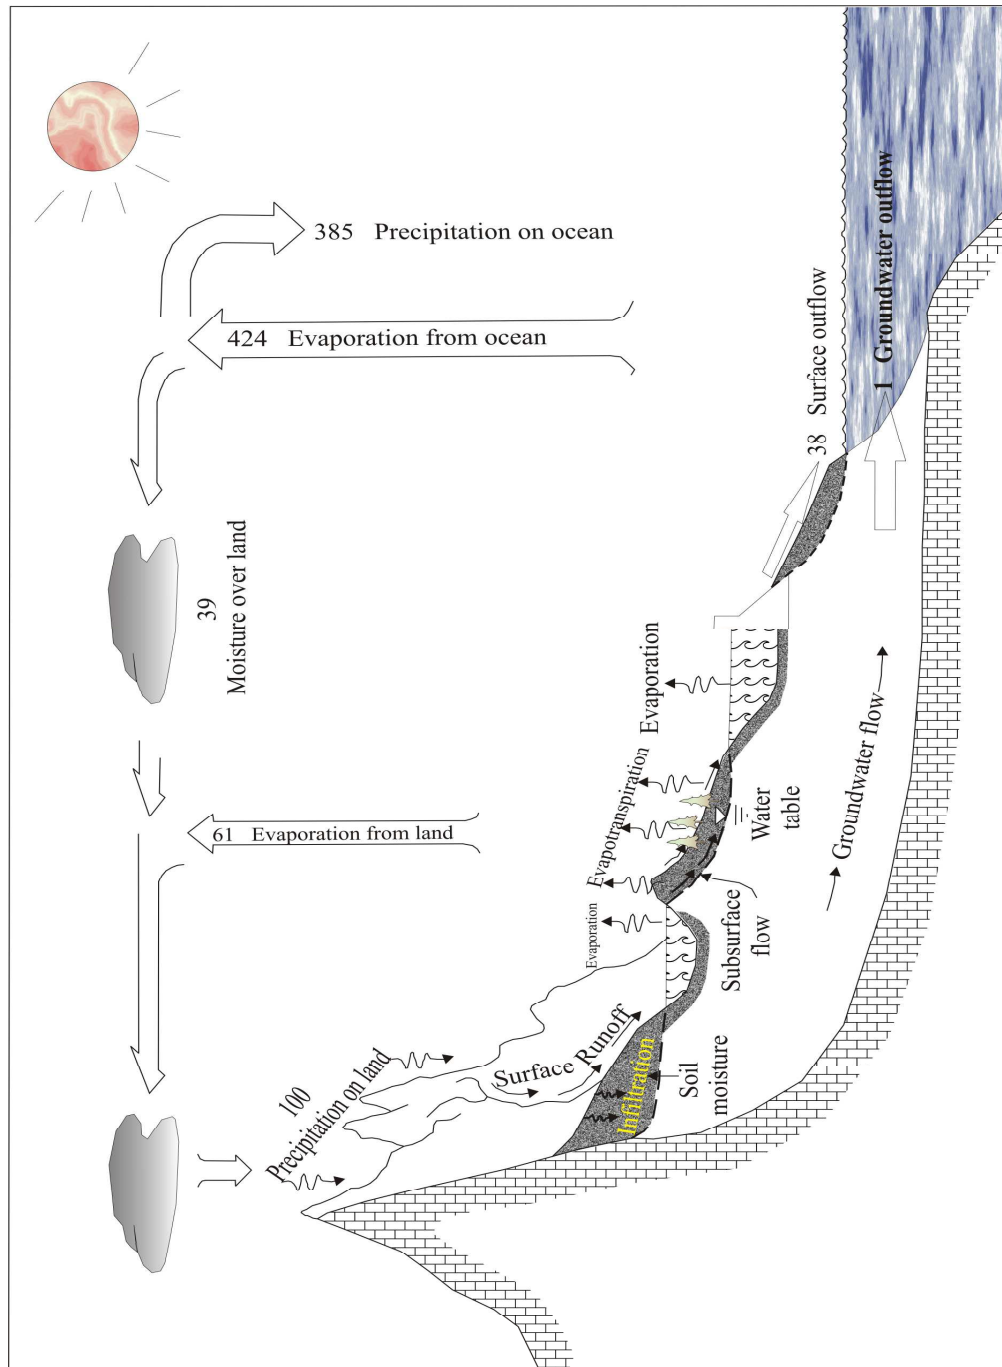 385 Precipitation on ocean
424 Evaporation from ocean
39
Moisture over land
61 Evaporation from land
100
Precipitation on land
Surface
Runoff
Infiltration
Soil
moisture
Evaporation
Evapotranspiration
Evaporation
Subsurface
flow
Water
table
Groundwater flow
38 Surface outflow
1 Groundwater outflow